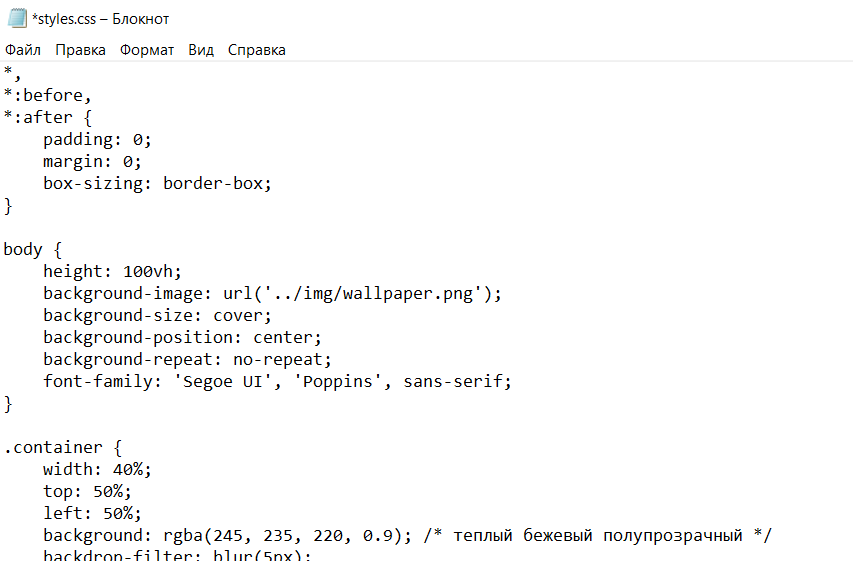 *styles.css – Блокнот
Файл Правка Формат Вид Справка
*,
*:before,
*:after {
    padding: 0;
    margin: 0;
    box-sizing: border-box;
}

body {
    height: 100vh;
    background-image: url('../img/wallpaper.png');
    background-size: cover;
    background-position: center;
    background-repeat: no-repeat;
    font-family: 'Segoe UI', 'Poppins', sans-serif;
}

.container {
    width: 40%;
    top: 50%;
    left: 50%;
    background: rgba(245, 235, 220, 0.9); /* теплый бежевый полупрозрачный */
    backdrop-filter: blur(5px);